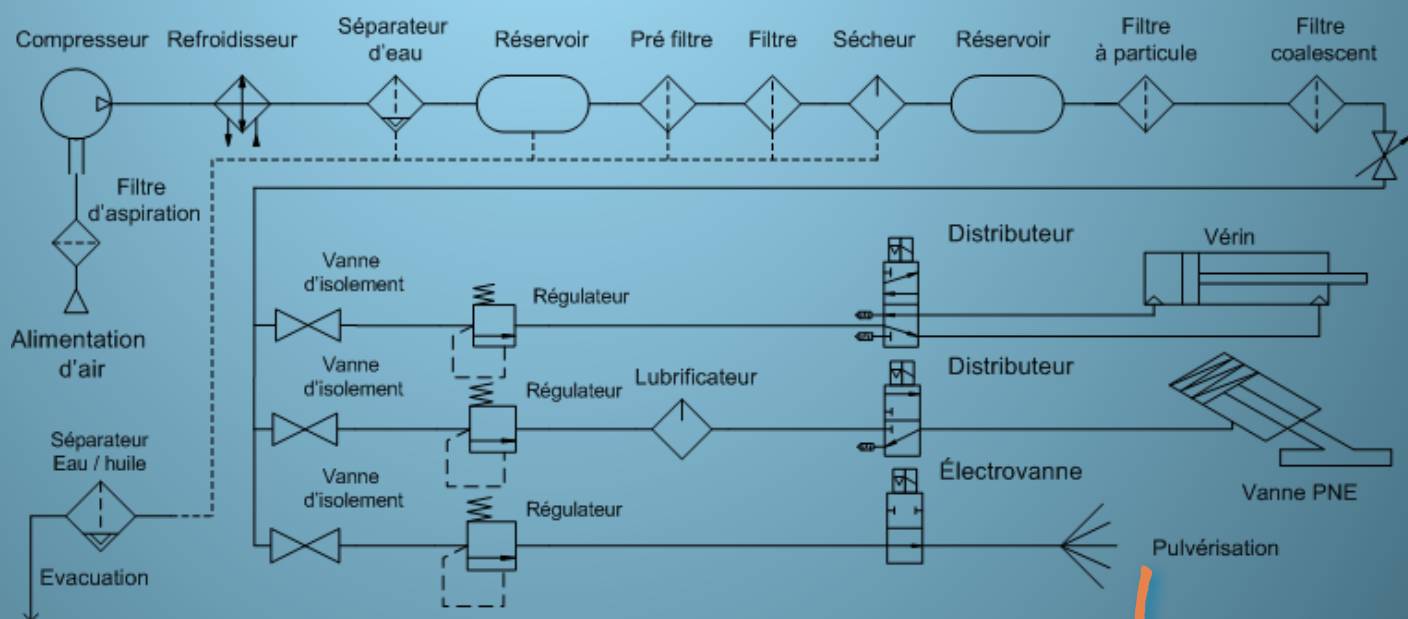 Compresseur
Refroidisseur
Séparateur
d'eau
Réservoir
Pré filtre
Filtre
Sécheur
Réservoir
Filtre
à particule
Filtre
coalescent
Filtre
d'aspiration
Alimentation
d'air
Vanne
d'isolement
Régulateur
Distributeur
Vérin
Vanne
d'isolement
Régulateur
Lubrificateur
Distributeur
Vanne PNE
Séparateur
Eau / huile
Evacuation
Vanne
d'isolement
Régulateur
Électrovanne
Pulvérisation